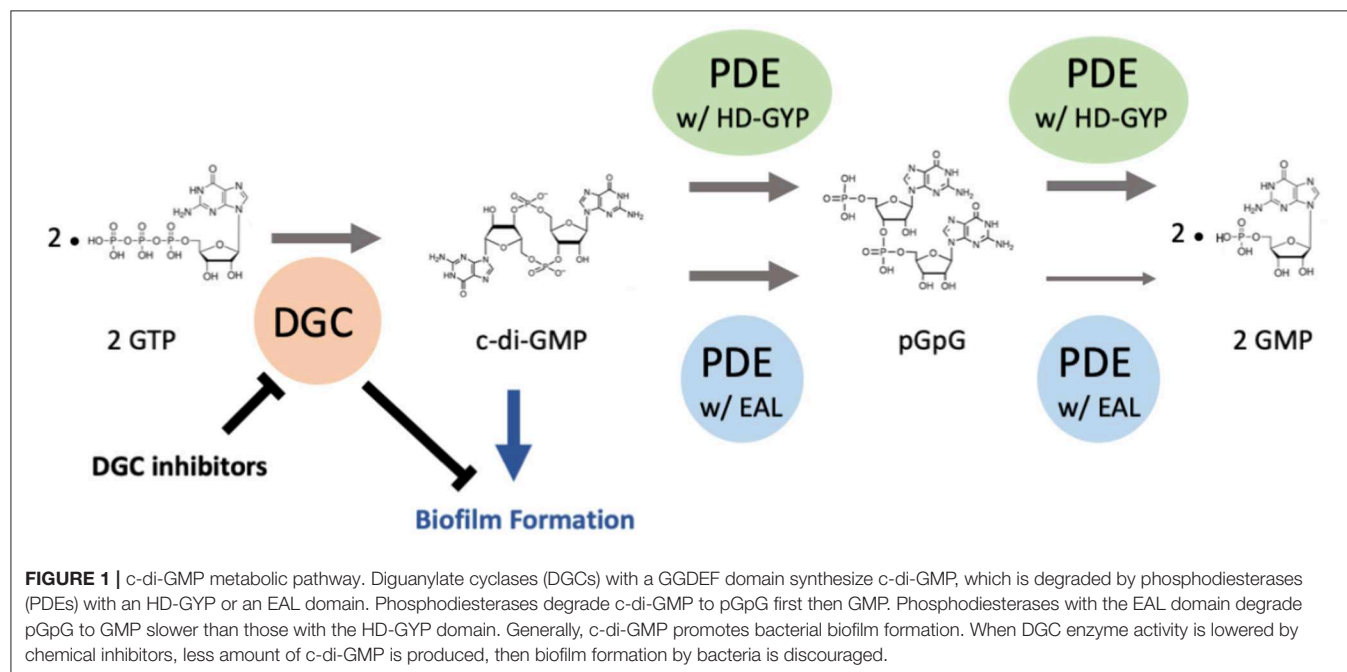 PDE
w/ HD-GYP
PDE
w/ HD-GYP
2 •
2 GTP
DGC
c-di-GMP
pGpG
2 •
2 GMP
PDE
w/ EAL
PDE
w/ EAL
DGC inhibitors
Biofilm Formation
FIGURE 1 | c-di-GMP metabolic pathway. Diguanylate cyclases (DGCs) with a GGDEF domain synthesize c-di-GMP, which is degraded by phosphodiesterases
(PDEs) with an HD-GYP or an EAL domain. Phosphodiesterases degrade c-di-GMP to pGpG first then GMP. Phosphodiesterases with the EAL domain degrade
pGpG to GMP slower than those with the HD-GYP domain. Generally, c-di-GMP promotes bacterial biofilm formation. When DGC enzyme activity is lowered by
chemical inhibitors, less amount of c-di-GMP is produced, then biofilm formation by bacteria is discouraged.